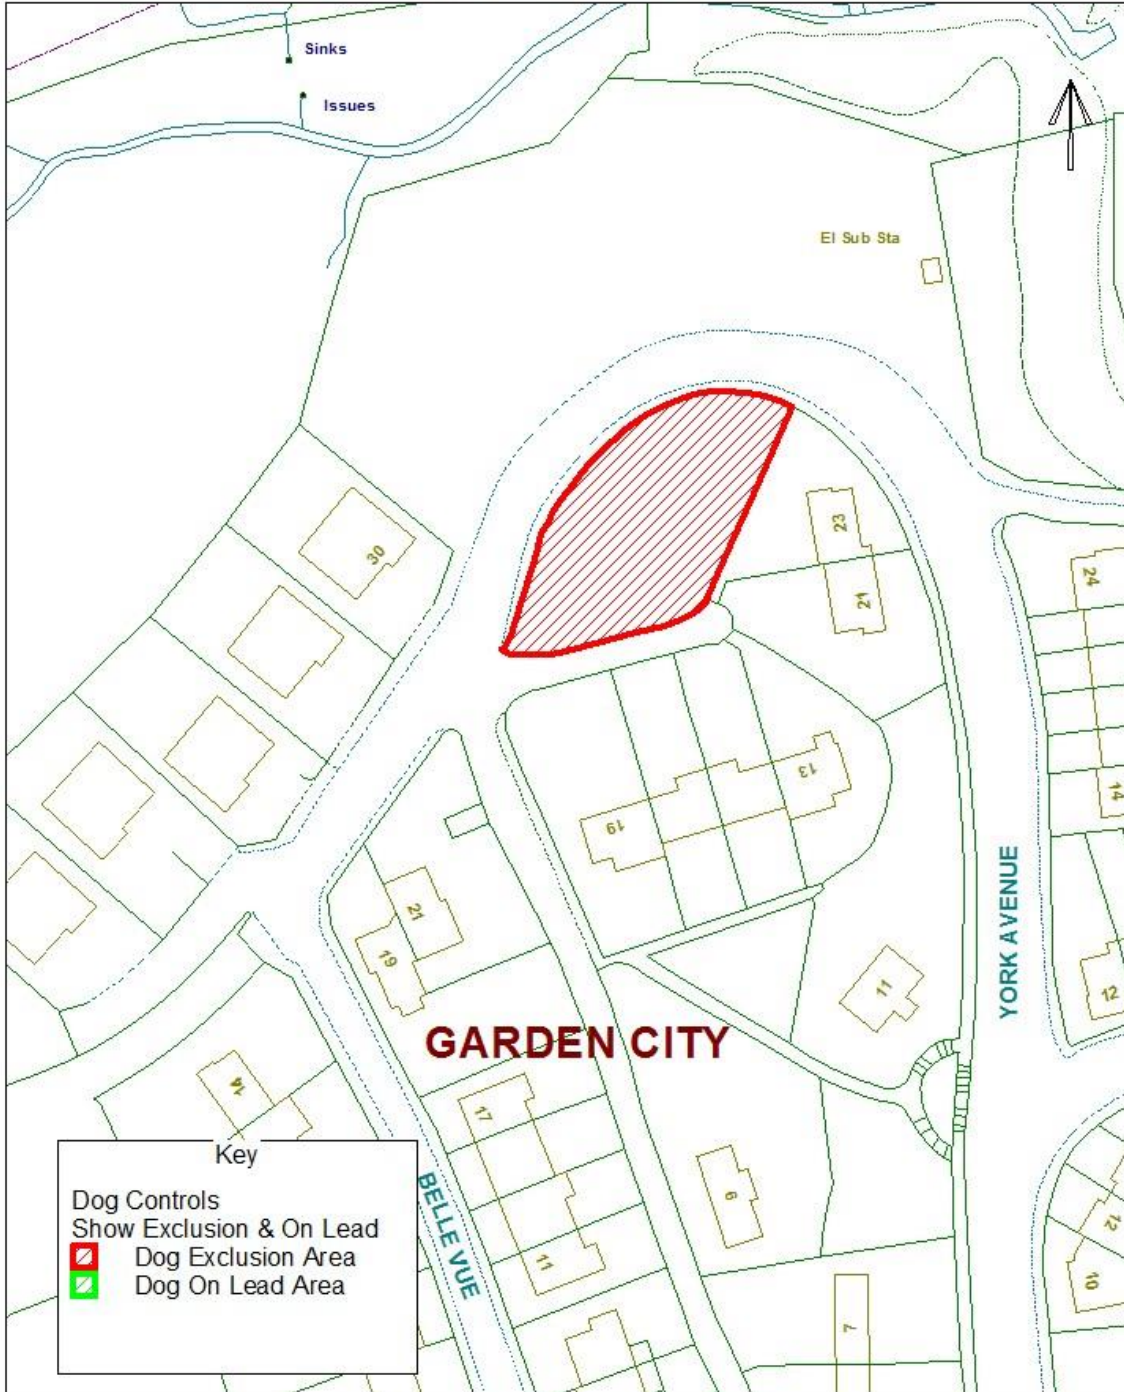 Sinks
Issues
El Sub Sta
30
23
21
24
19
13
14
21
19
11
YORK AVENUE
12
GARDEN CITY
14
17
11
6
BELLE VUE
12
10
7
Key
Dog Controls
Show Exclusion & On Lead
Dog Exclusion Area
Dog On Lead Area